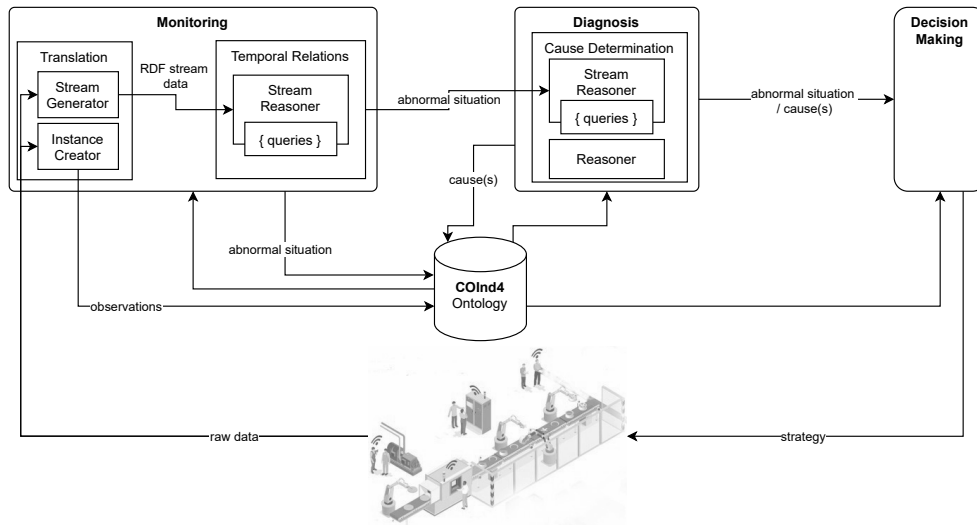 Monitoring
Translation
Stream
Generator
Instance
Creator
RDF stream
data
Temporal Relations
Stream
Reasoner
{ queries }
abnormal situation
Diagnosis
Cause Determination
Stream
Reasoner
{ queries }
Reasoner
abnormal situation
/ cause(s)
Decision
Making
cause(s)
abnormal situation
observations
COInd4
Ontology
raw data
strategy